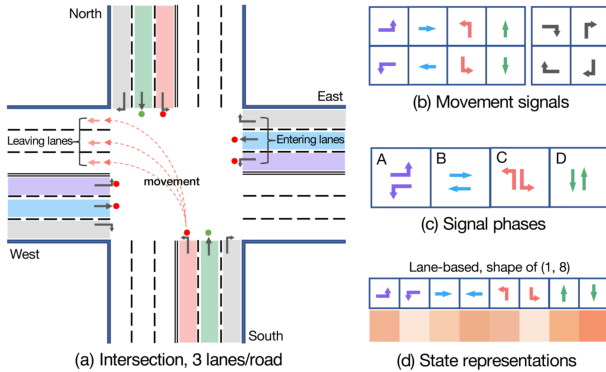 North
East
Leaving lanes
Entering lanes
movement
West
South
(a) Intersection, 3 lanes/road
(b) Movement signals
A B C D
(c) Signal phases
Lane-based, shape of (1, 8)
(d) State representations